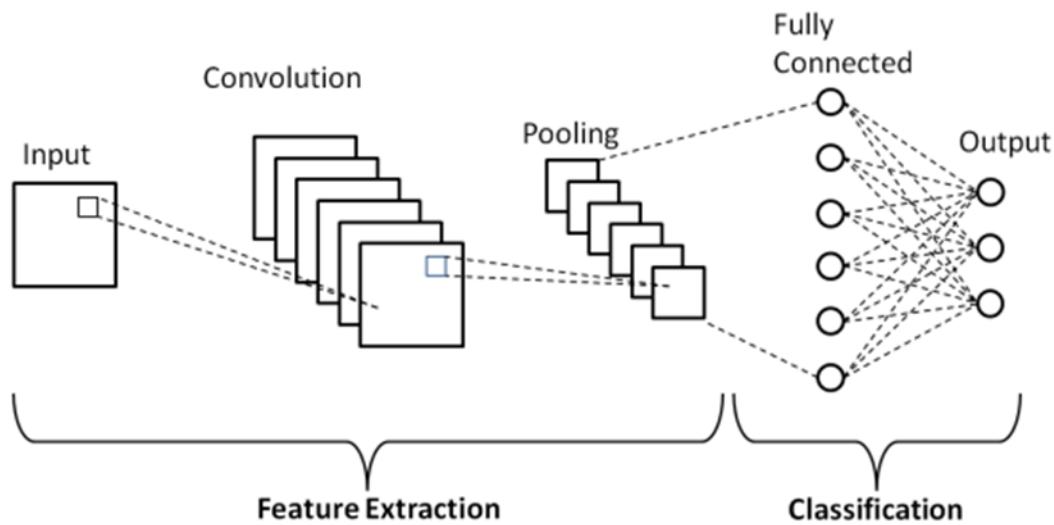 Input
Convolution
Pooling
Fully
Connected
Output
Feature Extraction
Classification